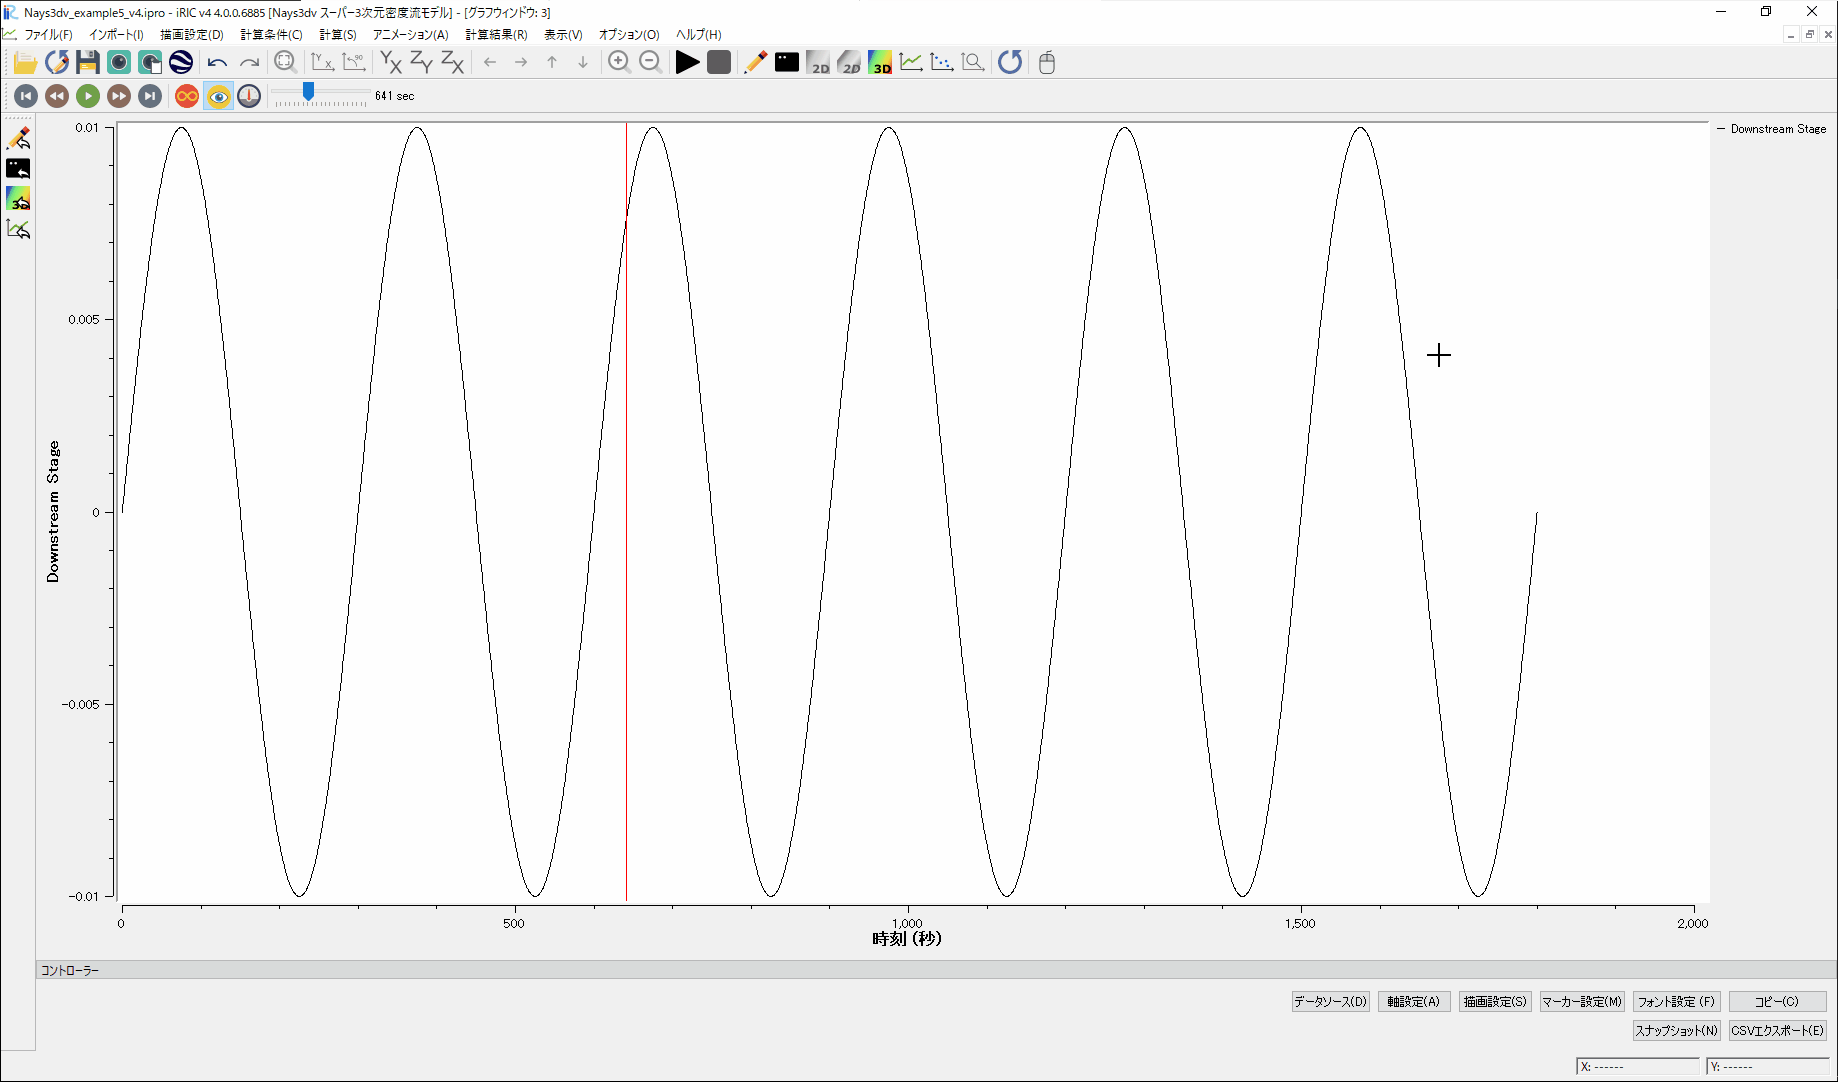 Nays3dv_example5_v4.ipro - iRIC v4 4.0.0.6885 [Nays3dv スーパー3次元密度流モデル] - [グラフウィンドウ: 3]
ファイル(F) インポート(I) 描画設定(D) 計算条件(C) 計算(S) アニメーション(A) 計算結果(R) 表示(V) オプション(O) ヘルプ(H)
2D 2D 3D
641 sec
Downstream Stage
0.01
0.005
0
-0.005
-0.01
Downstream Stage
0 500 1,000 1,500 2,000
時刻 (秒)
コントローラー
データソース(D) 軸設定(A) 描画設定(S) マーカー設定(M) フォント設定 (F) コピー(C)
スナップショット(N) CSVエクスポート(E)
X: ------ Y: ------